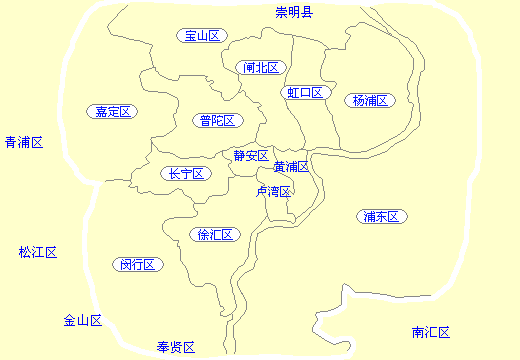 崇明县
宝山区
闸北区
虹口区
杨浦区
嘉定区
普陀区
青浦区
静安区
黄浦区
长宁区
卢湾区
浦东区
徐汇区
松江区
闵行区
金山区
南汇区
奉贤区